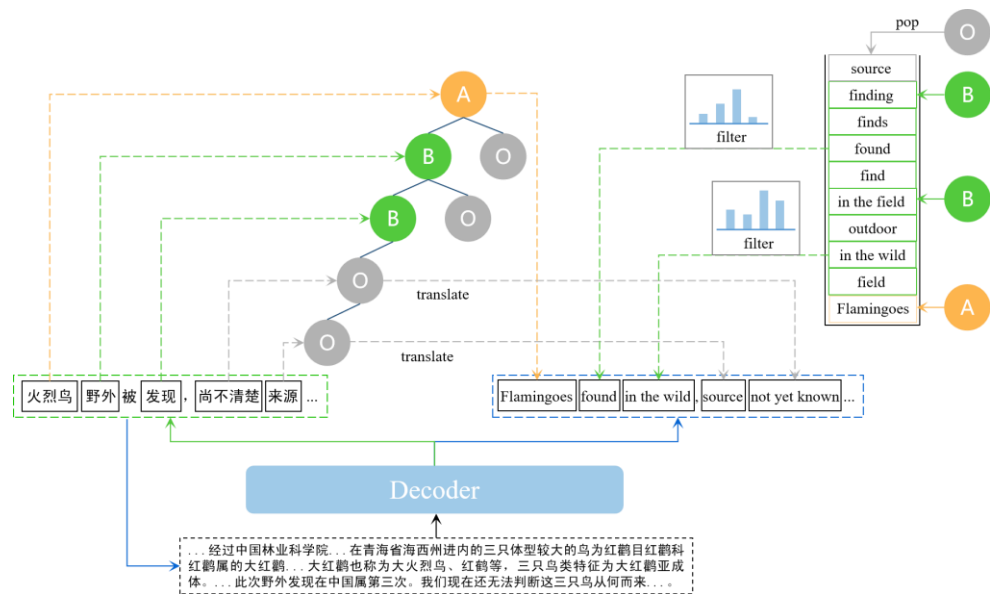 pop
O
source
A
finding
B
finds
filter
B
O
found
find
B
O
in the field
B
outdoor
filter
in the wild
O
field
translate
Flamingoes
A
O
translate
火烈鸟 野外 被 发现 , 尚不清楚 来源 ...
Flamingoes found in the wild , source not yet known ...
Decoder
...经过中国林业科学院...在青海省海西州进内的三只体型较大的鸟为红鹳目红鹳科
红鹳属的大红鹳...大红鹳也称为大火烈鸟、红鹤等，三只鸟类特征为大红鹳亚成
体。...此次野外发现在中国属第三次。我们现在还无法判断这三只鸟从何而来...。